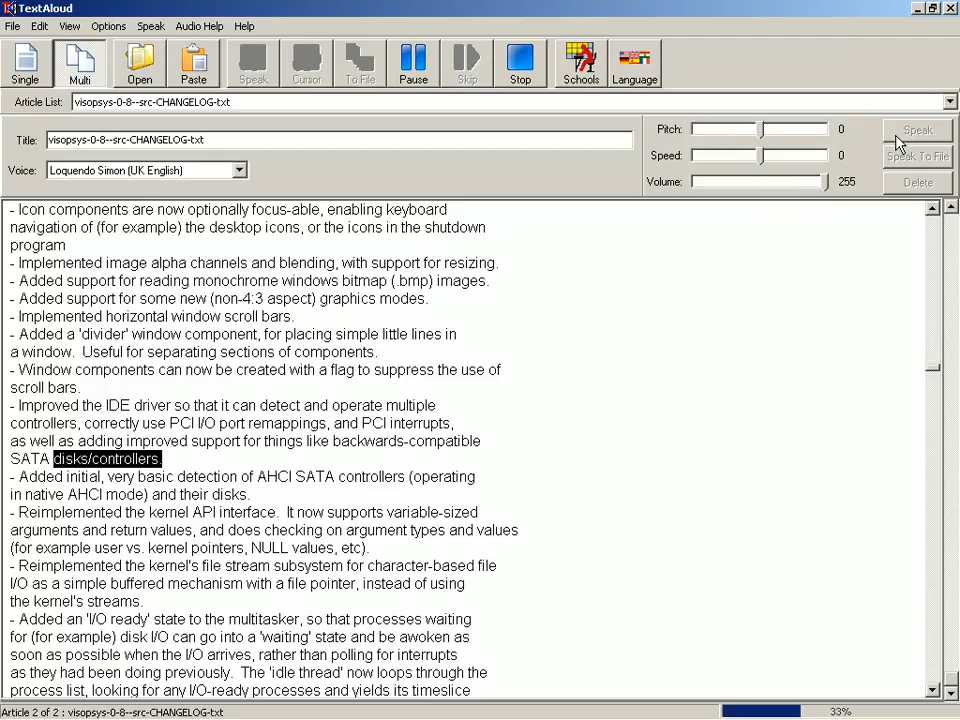 TextAloud
File Edit View Options Speak Audio Help Help
Single Multi Open Paste Speak Cursor To File Pause Skip Stop Schools Language
Article List: visopsys-0-8--src-CHANGELOG-txt
Title: visopsys-0-8--src-CHANGELOG-txt
Voice: Loquendo Simon (UK English)
Pitch: 0 Speak
Speed: 0 Speak To File
Volume: 255 Delete
- Icon components are now optionally focus-able, enabling keyboard
navigation of (for example) the desktop icons, or the icons in the shutdown
program
- Implemented image alpha channels and blending, with support for resizing.
- Added support for reading monochrome windows bitmap (.bmp) images.
- Added support for some new (non-4:3 aspect) graphics modes.
- Implemented horizontal window scroll bars.
- Added a 'divider' window component, for placing simple little lines in
a window.  Useful for separating sections of components.
- Window components can now be created with a flag to suppress the use of
scroll bars.
- Improved the IDE driver so that it can detect and operate multiple
controllers, correctly use PCI I/O port remappings, and PCI interrupts,
as well as adding improved support for things like backwards-compatible
SATA disks/controllers.
- Added initial, very basic detection of AHCI SATA controllers (operating
in native AHCI mode) and their disks.
- Reimplemented the kernel API interface.  It now supports variable-sized
arguments and return values, and does checking on argument types and values
(for example user vs. kernel pointers, NULL values, etc).
- Reimplemented the kernel's file stream subsystem for character-based file
I/O as a simple buffered mechanism with a file pointer, instead of using
the kernel's streams.
- Added an 'I/O ready' state to the multitasker, so that processes waiting
for (for example) disk I/O can go into a 'waiting' state and be awoken as
soon as possible when the I/O arrives, rather than polling for interrupts
as they had been doing previously.  The 'idle thread' now loops through the
process list, looking for any I/O-ready processes and yields its timeslice
Article 2 of 2 : visopsys-0-8--src-CHANGELOG-txt 33%